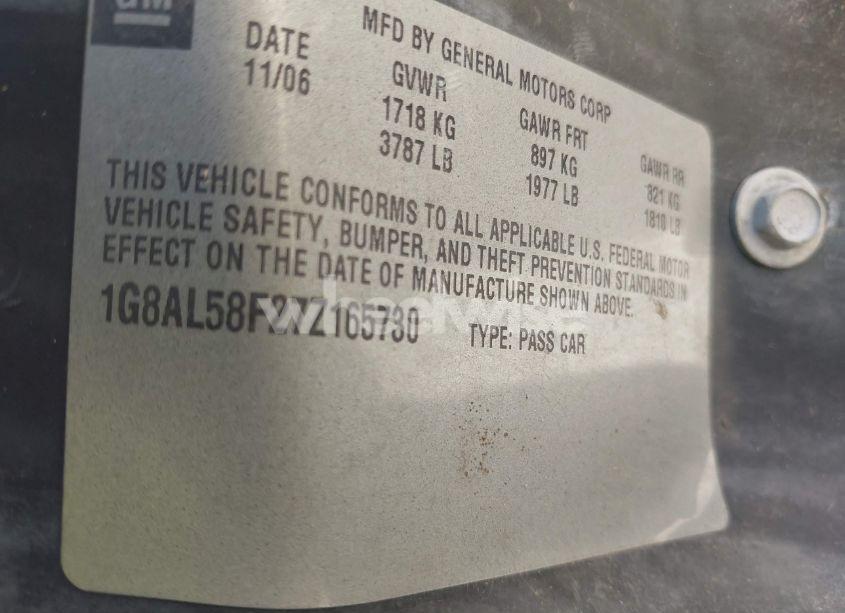 GM
MFD BY GENERAL MOTORS CORP
DATE GVWR GAWR FRT GAWR RR
11/06 1718 KG 897 KG 821 KG
3787 LB 1977 LB 1810 LB
THIS VEHICLE CONFORMS TO ALL APPLICABLE U.S. FEDERAL MOTOR
VEHICLE SAFETY, BUMPER, AND THEFT PREVENTION STANDARDS IN
EFFECT ON THE DATE OF MANUFACTURE SHOWN ABOVE.
1G8AL58F27Z165730 TYPE: PASS CAR